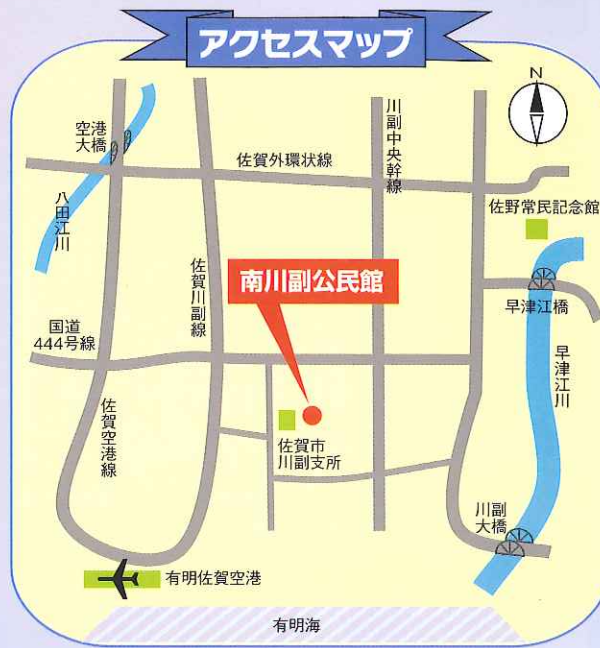 アクセスマップ
N
空港
大橋
川副中央幹線
佐賀外環状線
佐野常民記念館
八田江川
佐賀川副線
南川副公民館
早津江橋
国道
444号線
早津江川
佐賀空港線
佐賀市
川副支所
川副
大橋
有明佐賀空港
有明海